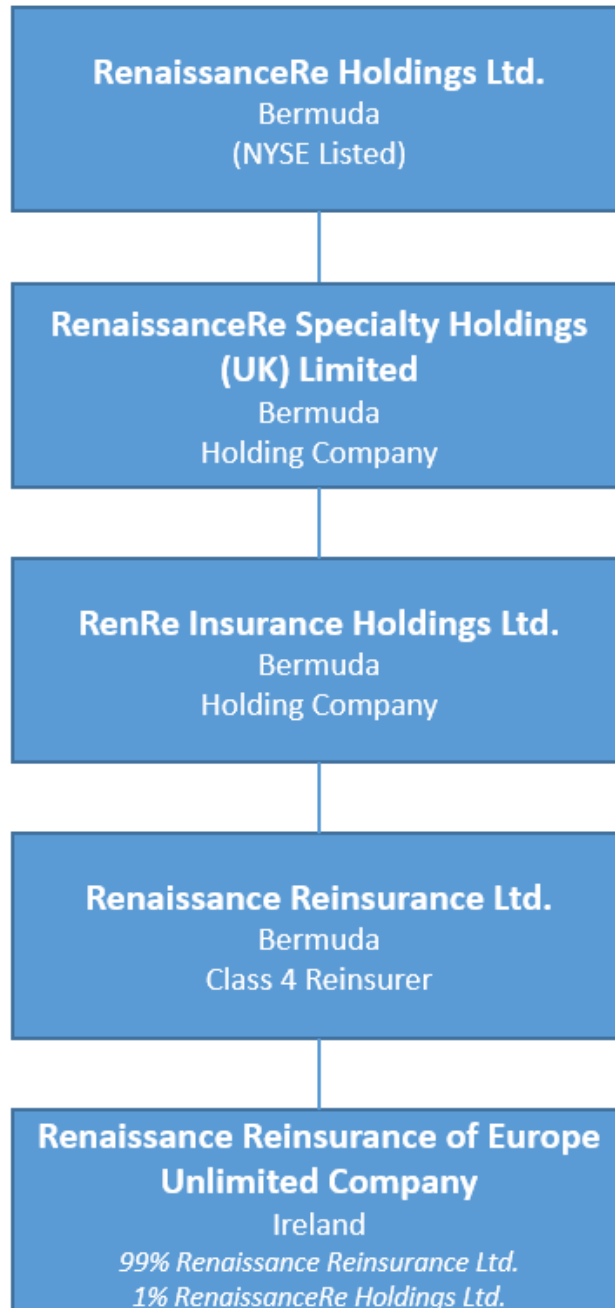 RenaissanceRe Holdings Ltd.
Bermuda
(NYSE Listed)
RenaissanceRe Specialty Holdings
(UK) Limited
Bermuda
Holding Company
RenRe Insurance Holdings Ltd.
Bermuda
Holding Company
Renaissance Reinsurance Ltd.
Bermuda
Class 4 Reinsurer
Renaissance Reinsurance of Europe
Unlimited Company
Ireland
99% Renaissance Reinsurance Ltd.
1% RenaissanceRe Holdings Ltd.